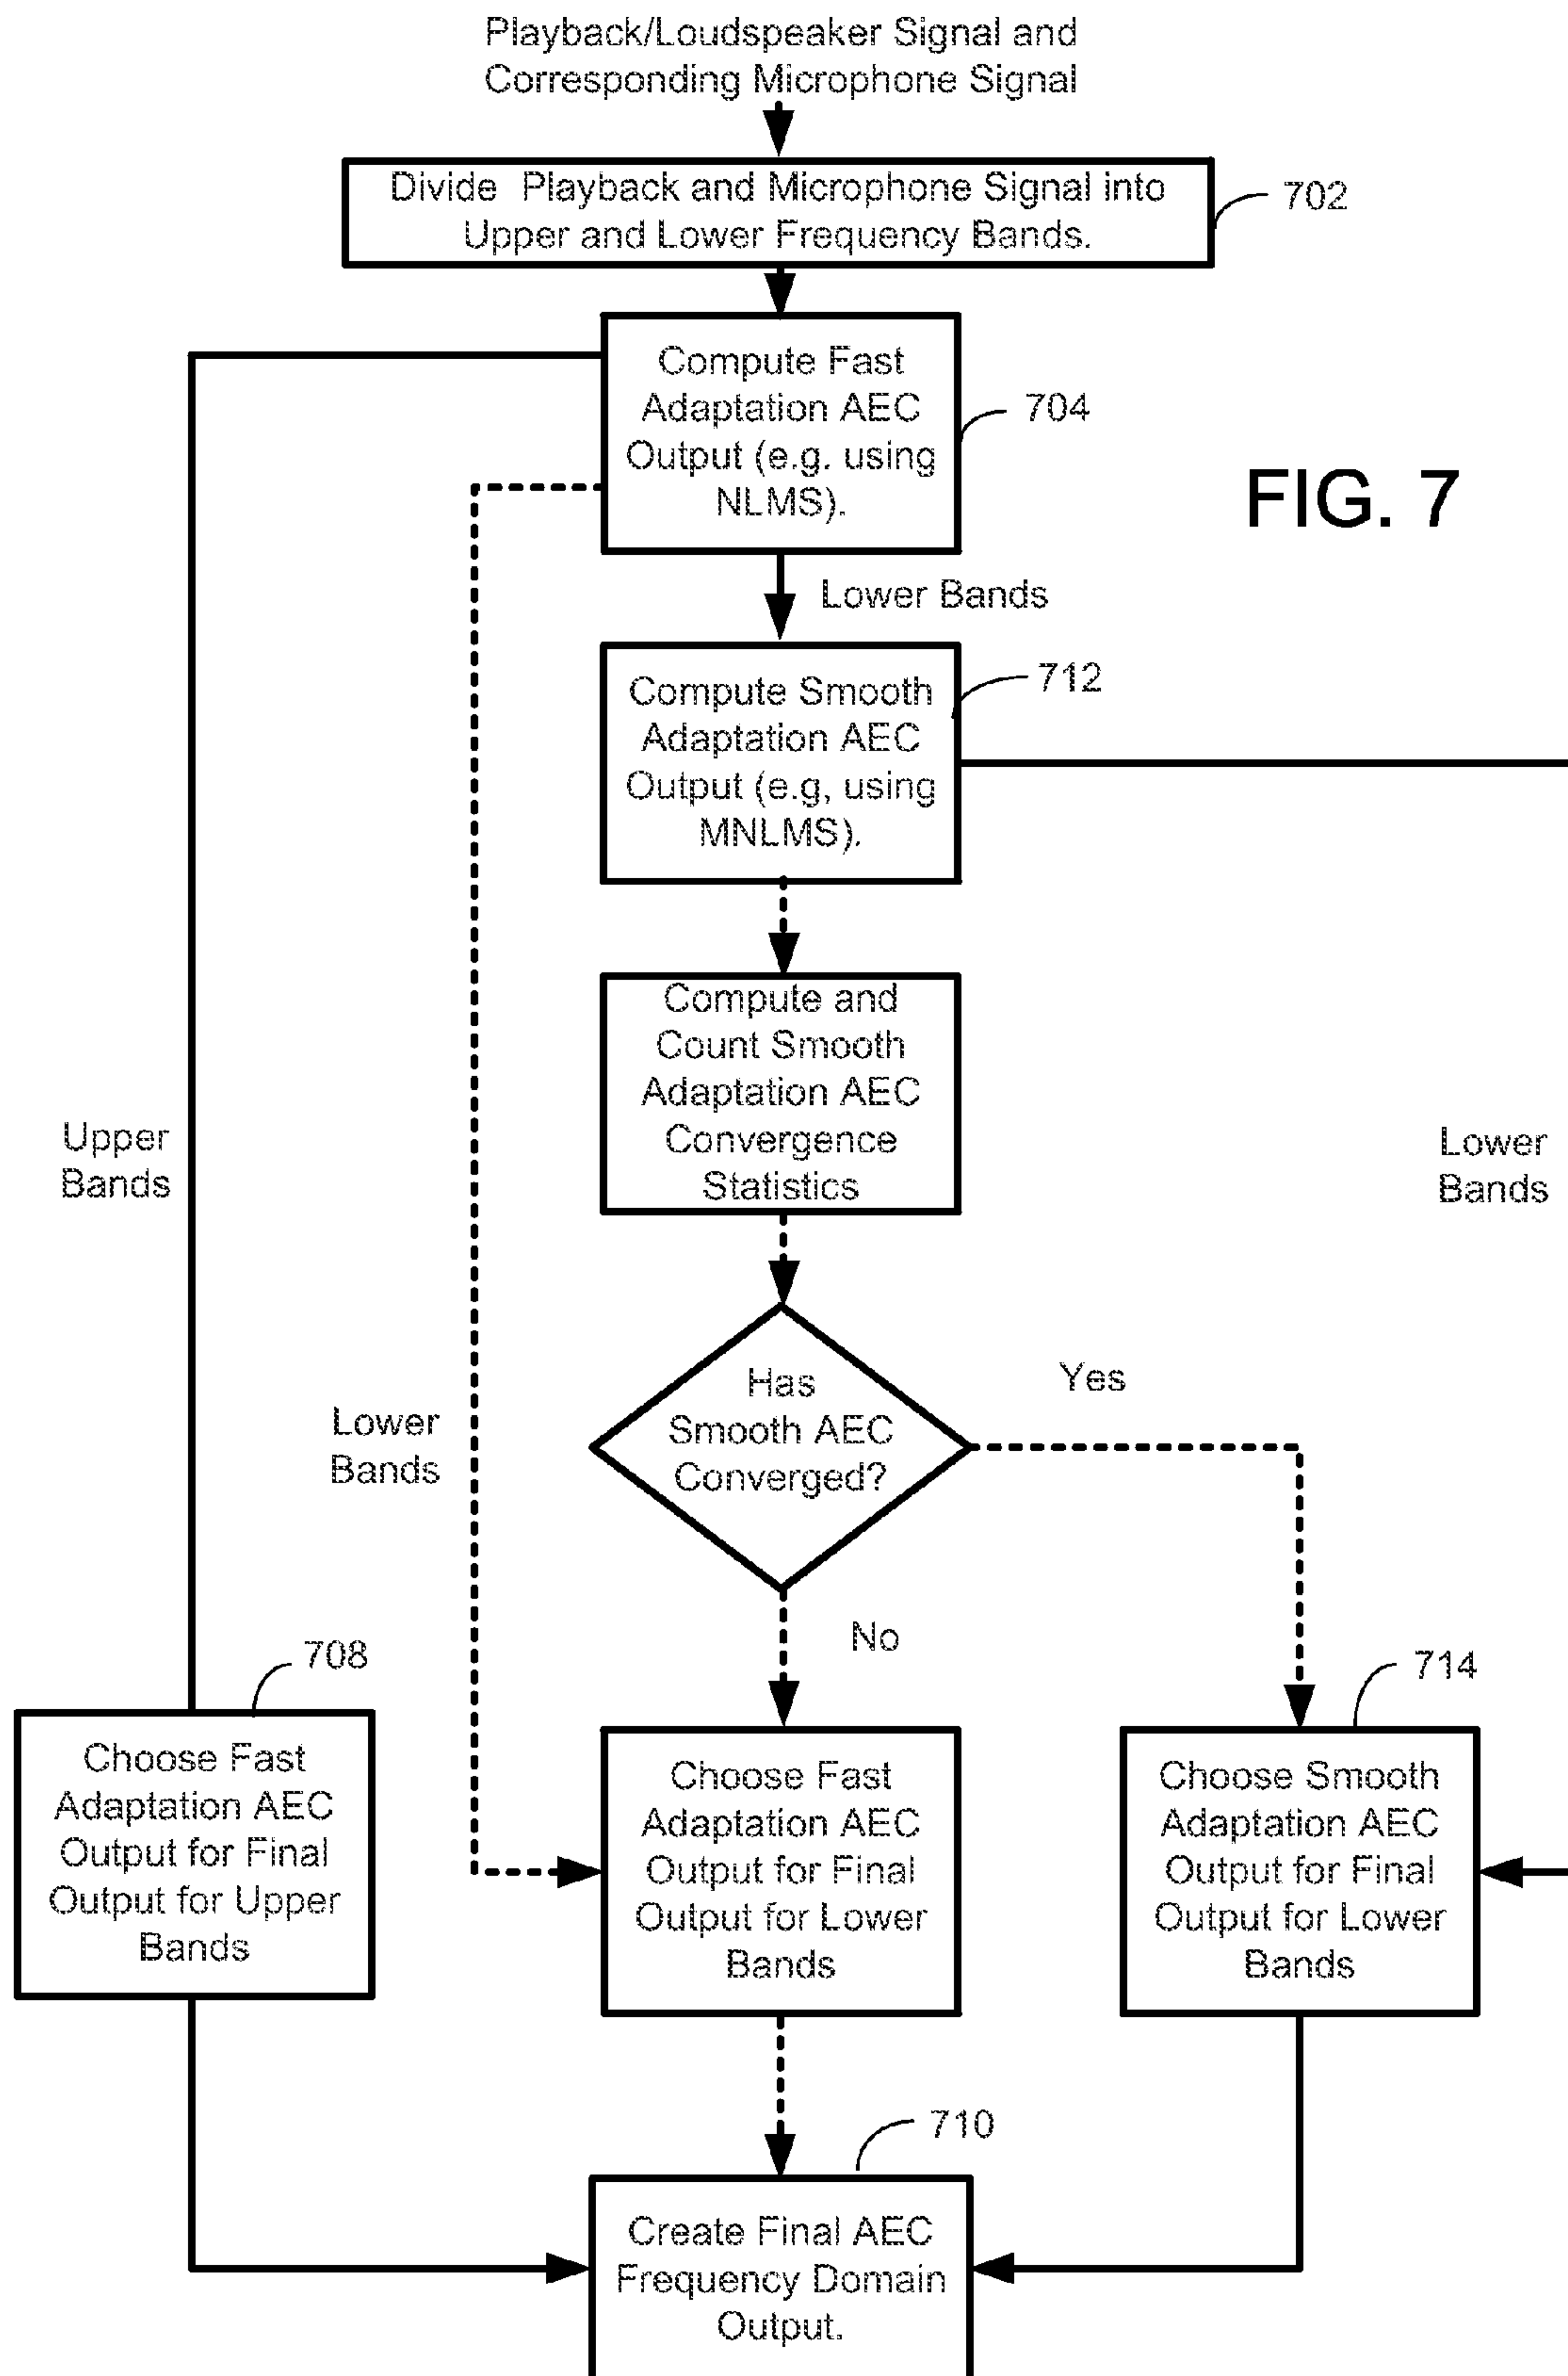 Playback/Loudspeaker Signal and
Corresponding Microphone Signal
Divide Playback and Microphone Signal into
Upper and Lower Frequency Bands.
702
Compute Fast
Adaptation AEC
Output (e.g. using
NLMS).
704
FIG. 7
Lower Bands
Compute Smooth
Adaptation AEC
Output (e.g, using
MNLMS).
712
Compute and
Count Smooth
Adaptation AEC
Convergence
Statistics
Upper
Bands
Lower
Bands
Has
Smooth AEC
Converged?
Yes
Lower
Bands
No
708
714
Choose Fast
Adaptation AEC
Output for Final
Output for Upper
Bands
Choose Fast
Adaptation AEC
Output for Final
Output for Lower
Bands
Choose Smooth
Adaptation AEC
Output for Final
Output for Lower
Bands
710
Create Final AEC
Frequency Domain
Output.